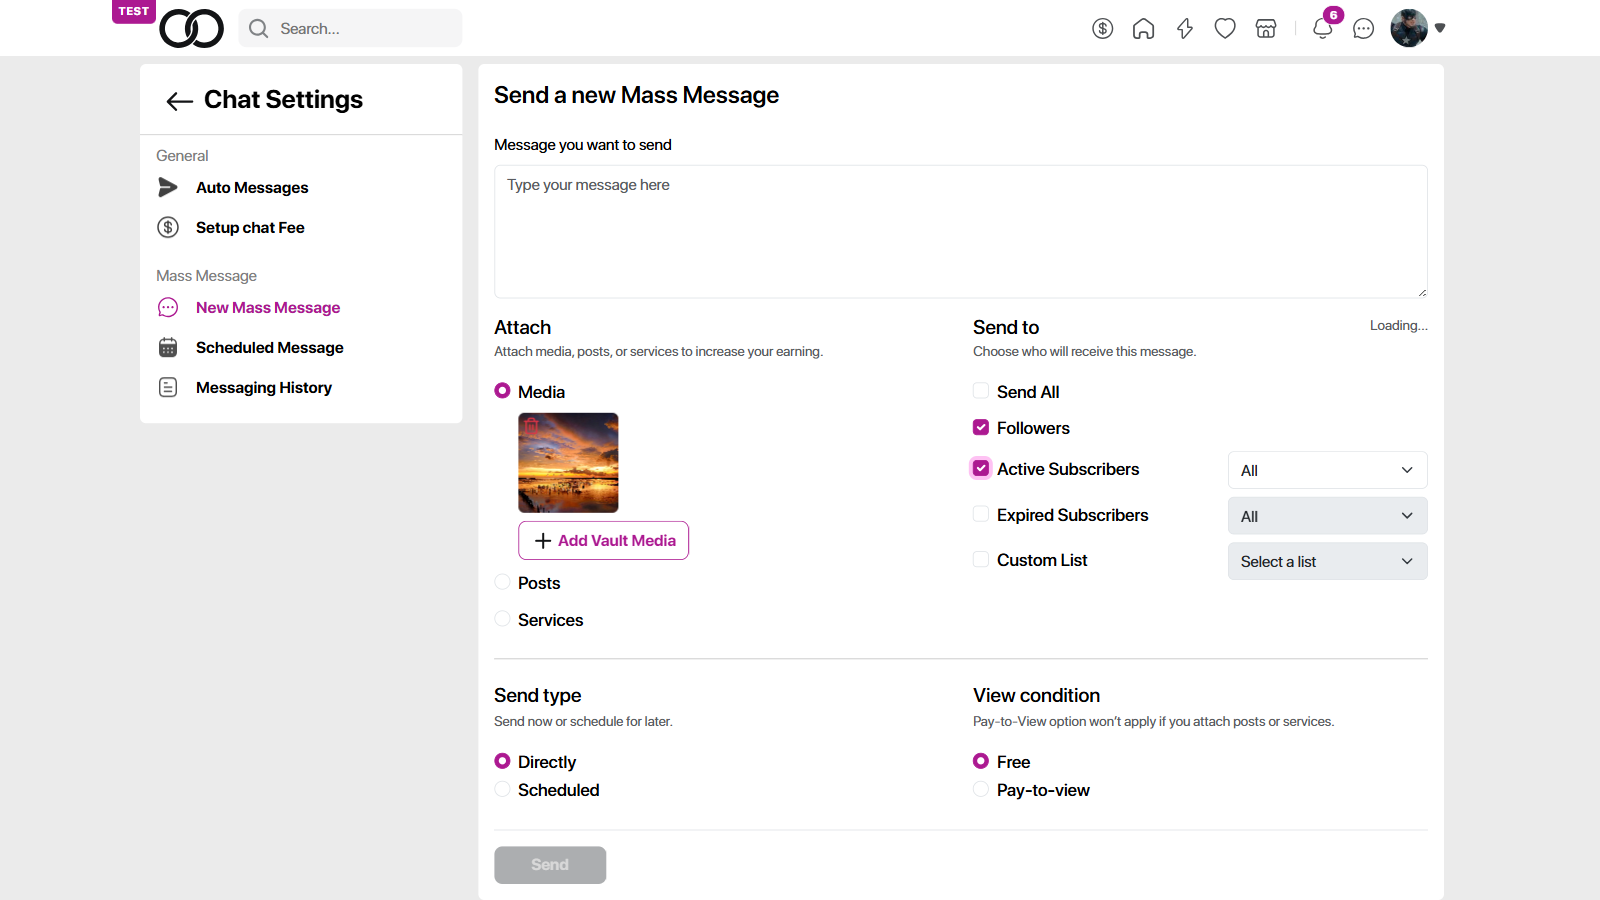 TEST
Search...
6
Chat Settings
General
Auto Messages
Setup chat Fee
Mass Message
New Mass Message
Scheduled Message
Messaging History
Send a new Mass Message
Message you want to send
Type your message here
Attach
Attach media, posts, or services to increase your earning.
Media
Add Vault Media
Posts
Services
Send to
Loading...
Choose who will receive this message.
Send All
Followers
Active Subscribers
All
Expired Subscribers
All
Custom List
Select a list
Send type
Send now or schedule for later.
Directly
Scheduled
View condition
Pay-to-View option won’t apply if you attach posts or services.
Free
Pay-to-view
Send